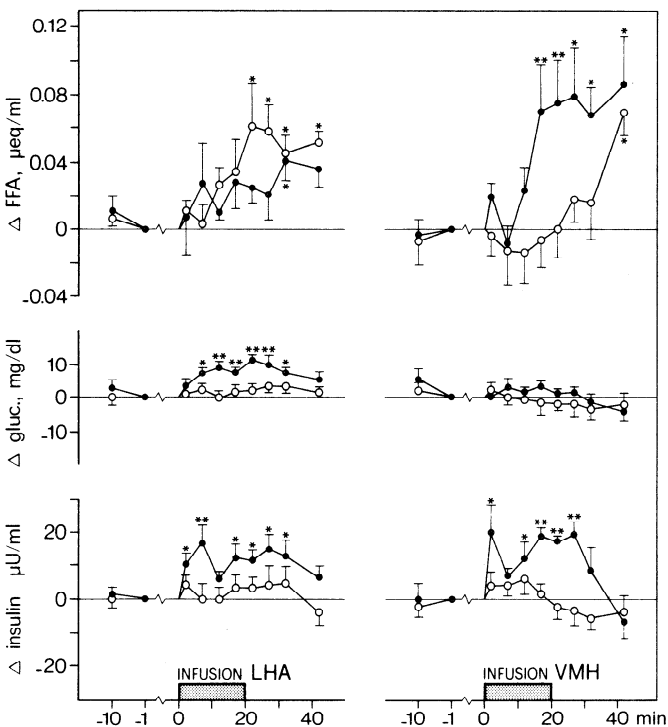 0.12
0.08
0.04
0
-0.04
Δ FFA, µeq/ml
* * * * *
** ** * * * * *
10
0
-10
Δ gluc., mg/dl
* ** ** ** ** *
20
0
-20
Δ insulin µU/ml
* ** * * * *
* * ** ** **
INFUSION LHA
INFUSION VMH
-10 -1 0 20 40
-10 -1 0 20 40 min